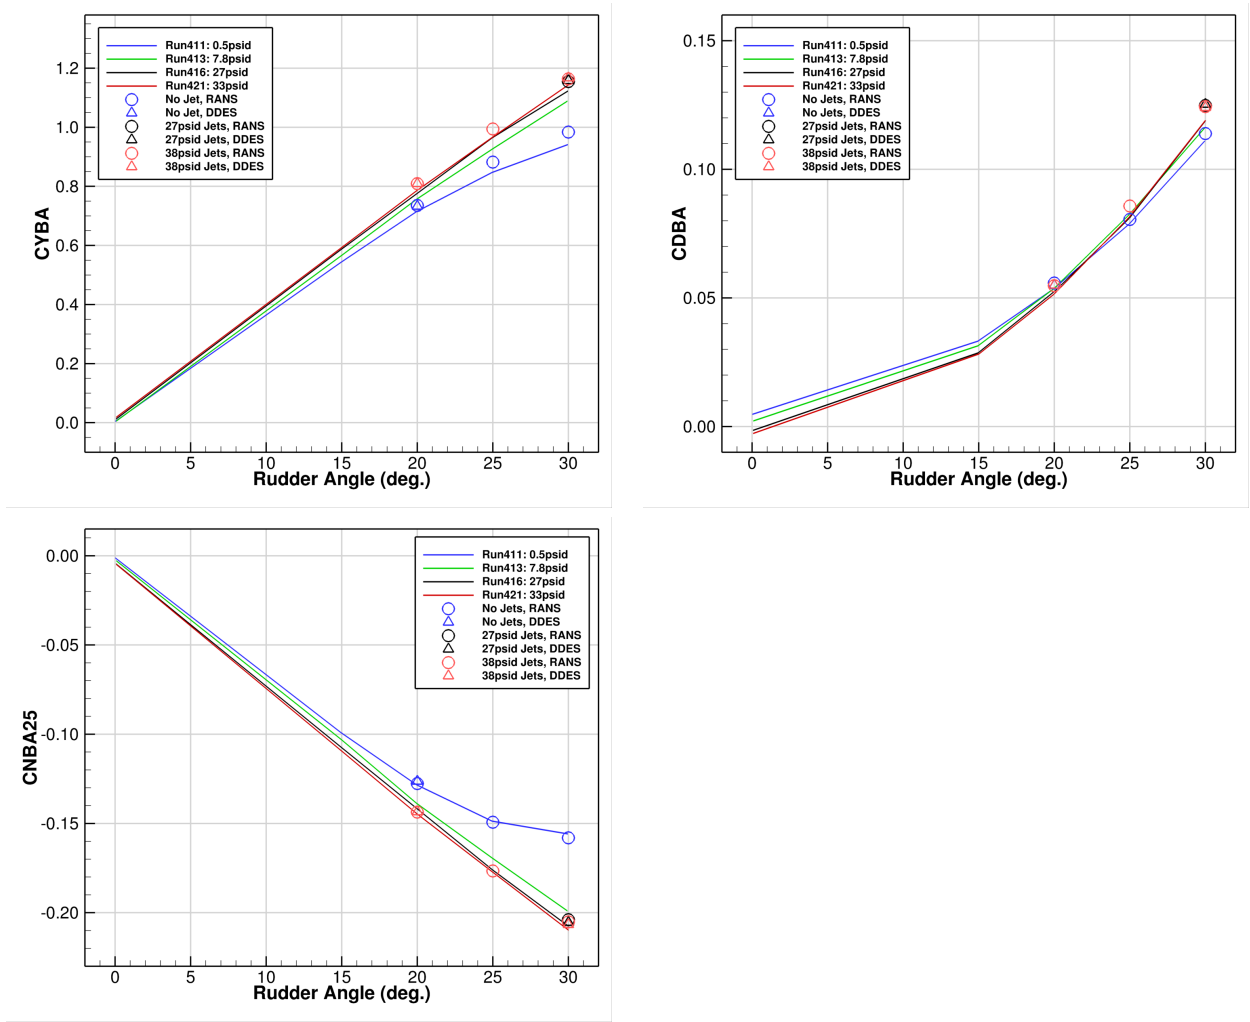 CYBA
1.2
1.0
0.8
0.6
0.4
0.2
0.0
Run411: 0.5psid
Run413: 7.8psid
Run416: 27psid
Run421: 33psid
No Jet, RANS
No Jet, DDES
27psid Jets, RANS
27psid Jets, DDES
38psid Jets, RANS
38psid Jets, DDES
0 5 10 15 20 25 30
Rudder Angle (deg.)
CDBA
0.15
0.10
0.05
0.00
Run411: 0.5psid
Run413: 7.8psid
Run416: 27psid
Run421: 33psid
No Jet, RANS
No Jet, DDES
27psid Jets, RANS
27psid Jets, DDES
38psid Jets, RANS
38psid Jets, DDES
0 5 10 15 20 25 30
Rudder Angle (deg.)
CNBA25
0.00
-0.05
-0.10
-0.15
-0.20
Run411: 0.5psid
Run413: 7.8psid
Run416: 27psid
Run421: 33psid
No Jets, RANS
No Jets, DDES
27psid Jets, RANS
27psid Jets, DDES
38psid Jets, RANS
38psid Jets, DDES
0 5 10 15 20 25 30
Rudder Angle (deg.)